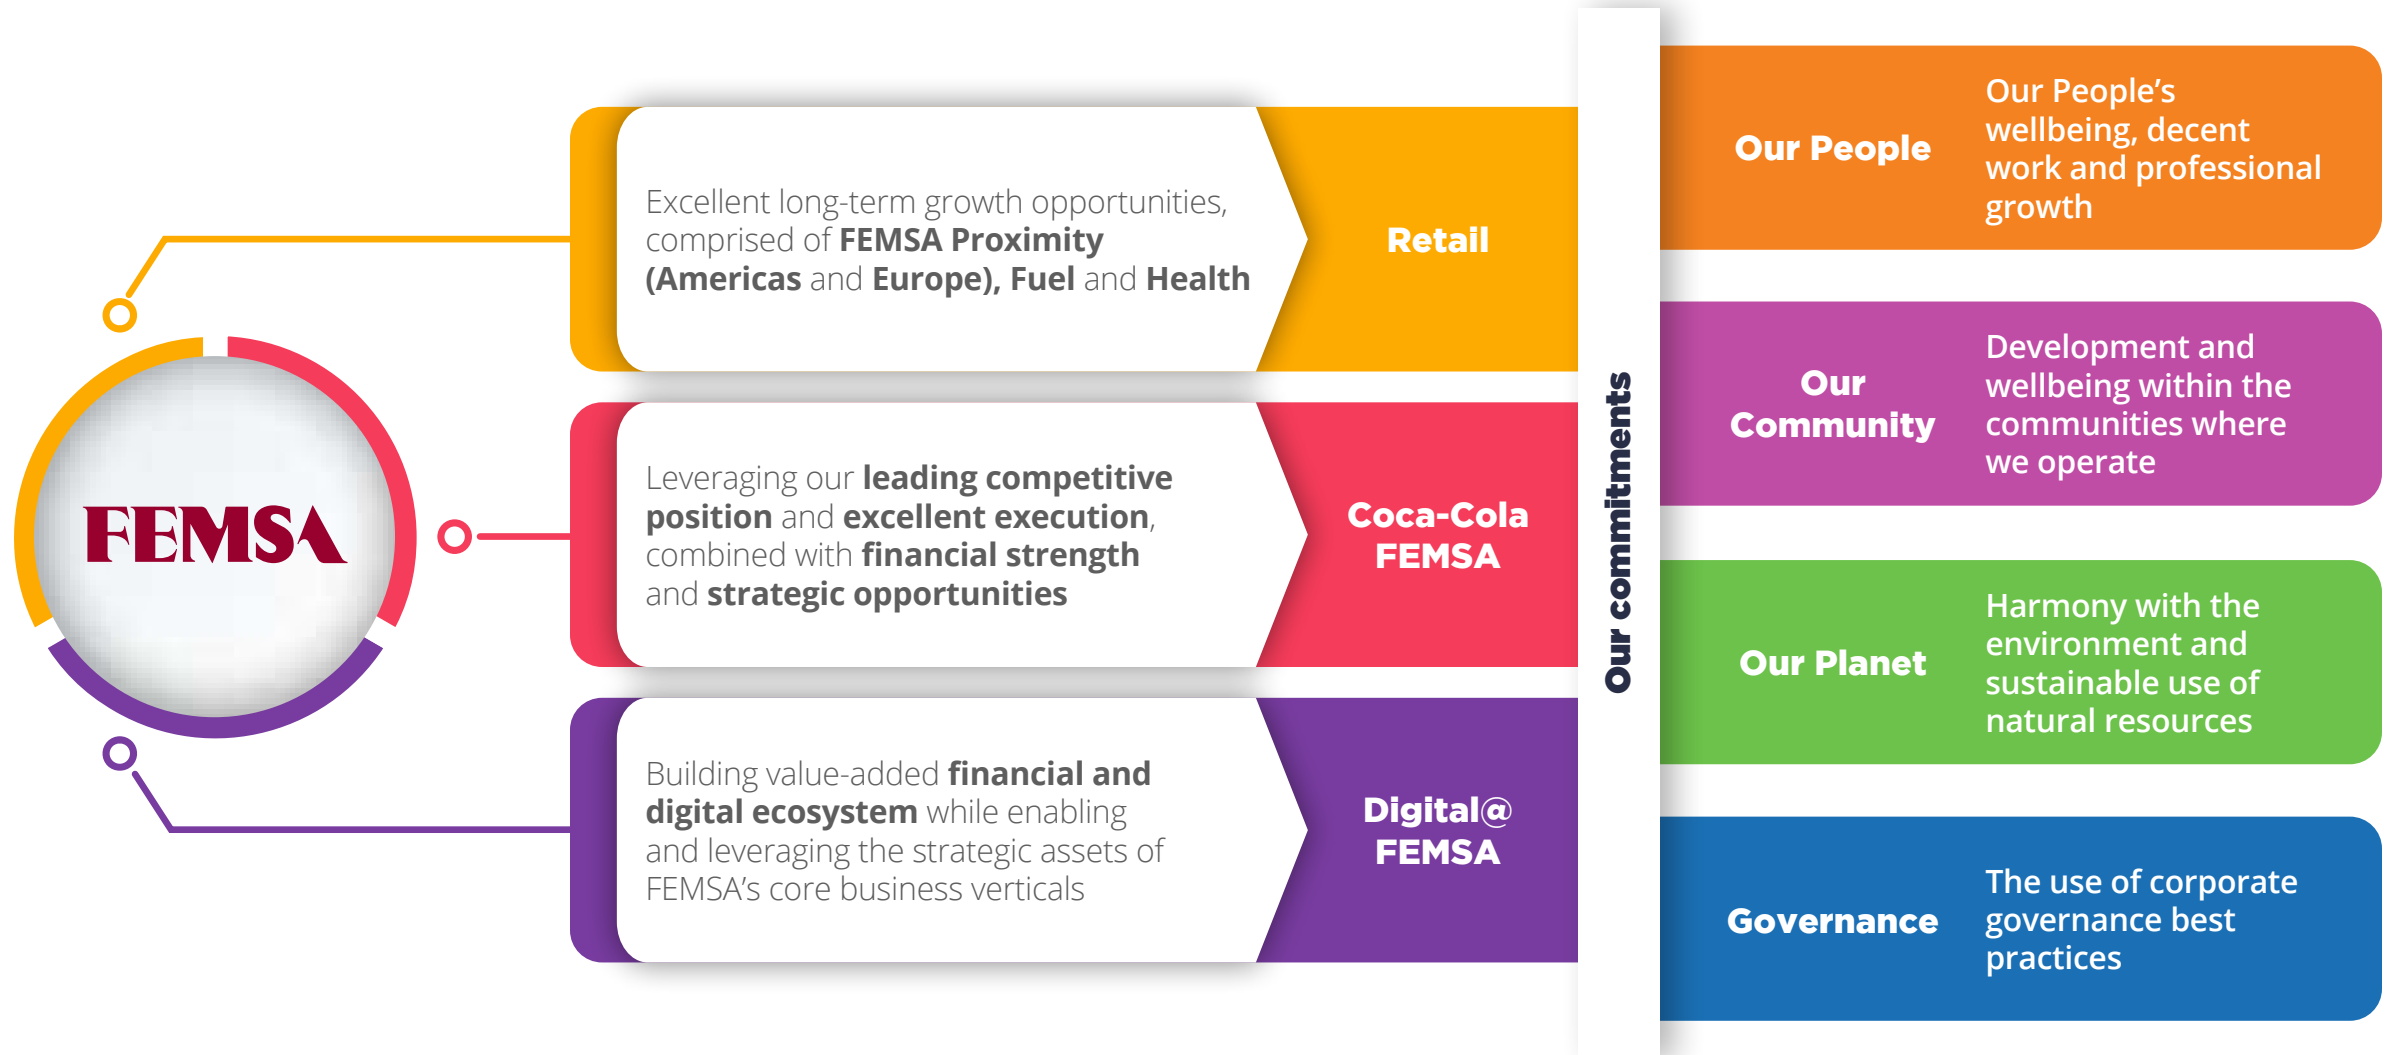 FEMSA
Excellent long-term growth opportunities,
comprised of FEMSA Proximity
(Americas and Europe), Fuel and Health
Retail
Leveraging our leading competitive
position and excellent execution,
combined with financial strength
and strategic opportunities
Coca-Cola
FEMSA
Building value-added financial and
digital ecosystem while enabling
and leveraging the strategic assets of
FEMSA’s core business verticals
Digital@
FEMSA
Our commitments
Our People
Our People’s
wellbeing, decent
work and professional
growth
Our
Community
Development and
wellbeing within the
communities where
we operate
Our Planet
Harmony with the
environment and
sustainable use of
natural resources
Governance
The use of corporate
governance best
practices